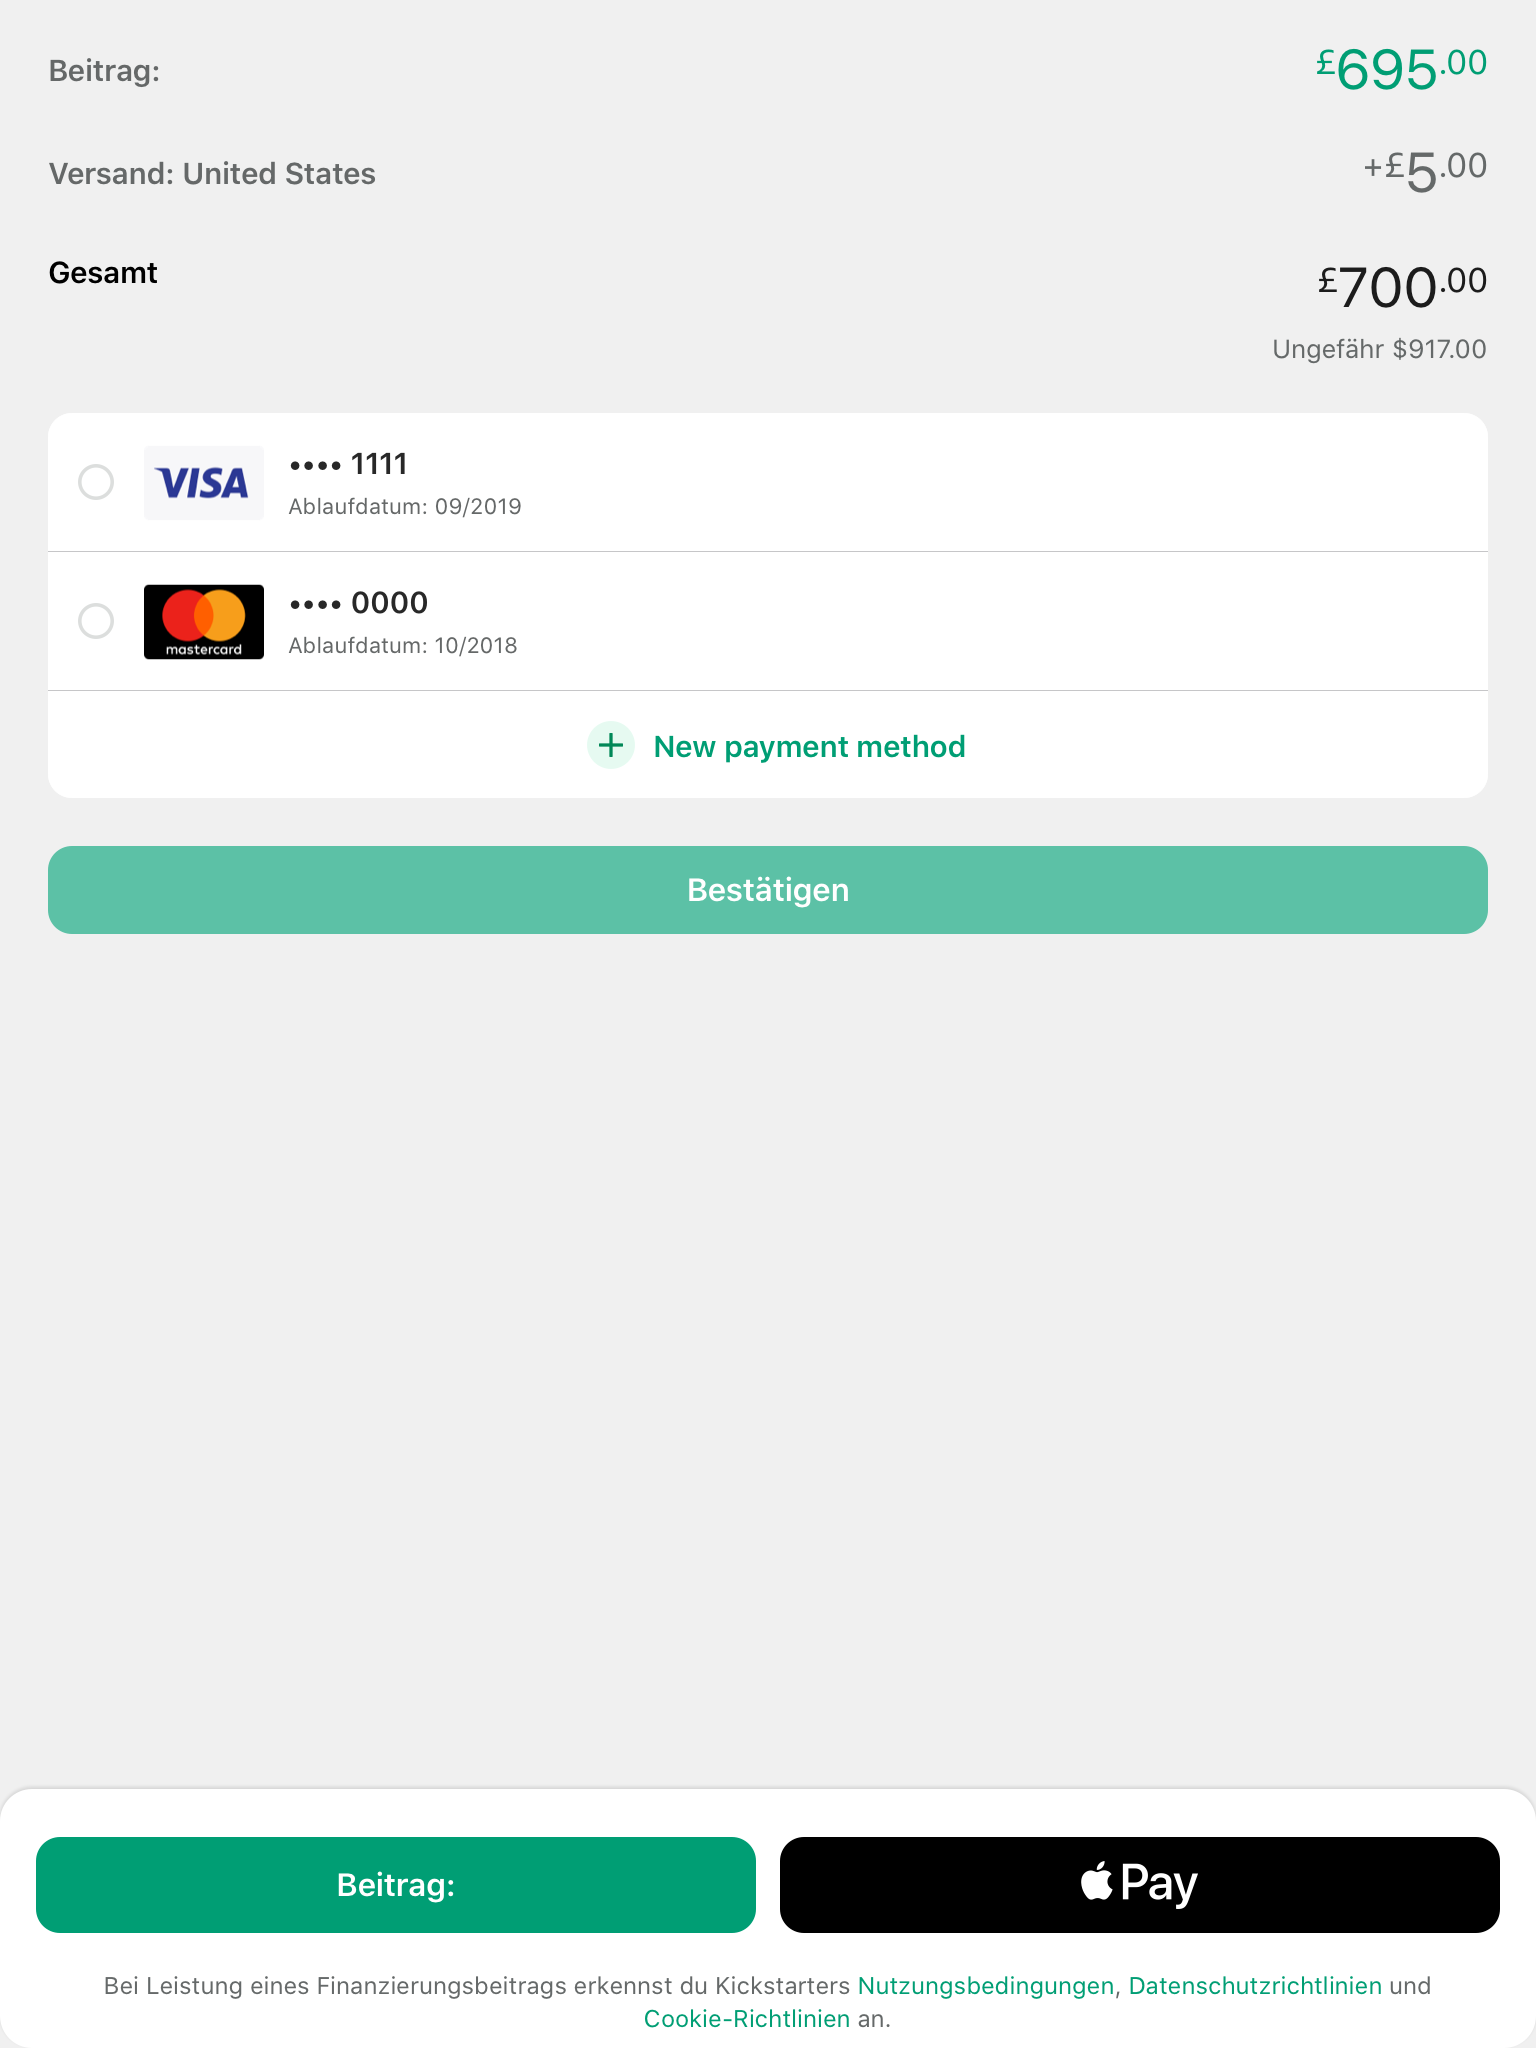 Beitrag: £695.00
Versand: United States +£5.00
Gesamt £700.00
Ungefähr $917.00
VISA •••• 1111
Ablaufdatum: 09/2019
mastercard •••• 0000
Ablaufdatum: 10/2018
New payment method
Bestätigen
Beitrag: Pay
Bei Leistung eines Finanzierungsbeitrags erkennst du Kickstarters Nutzungsbedingungen, Datenschutzrichtlinien und
Cookie-Richtlinien an.